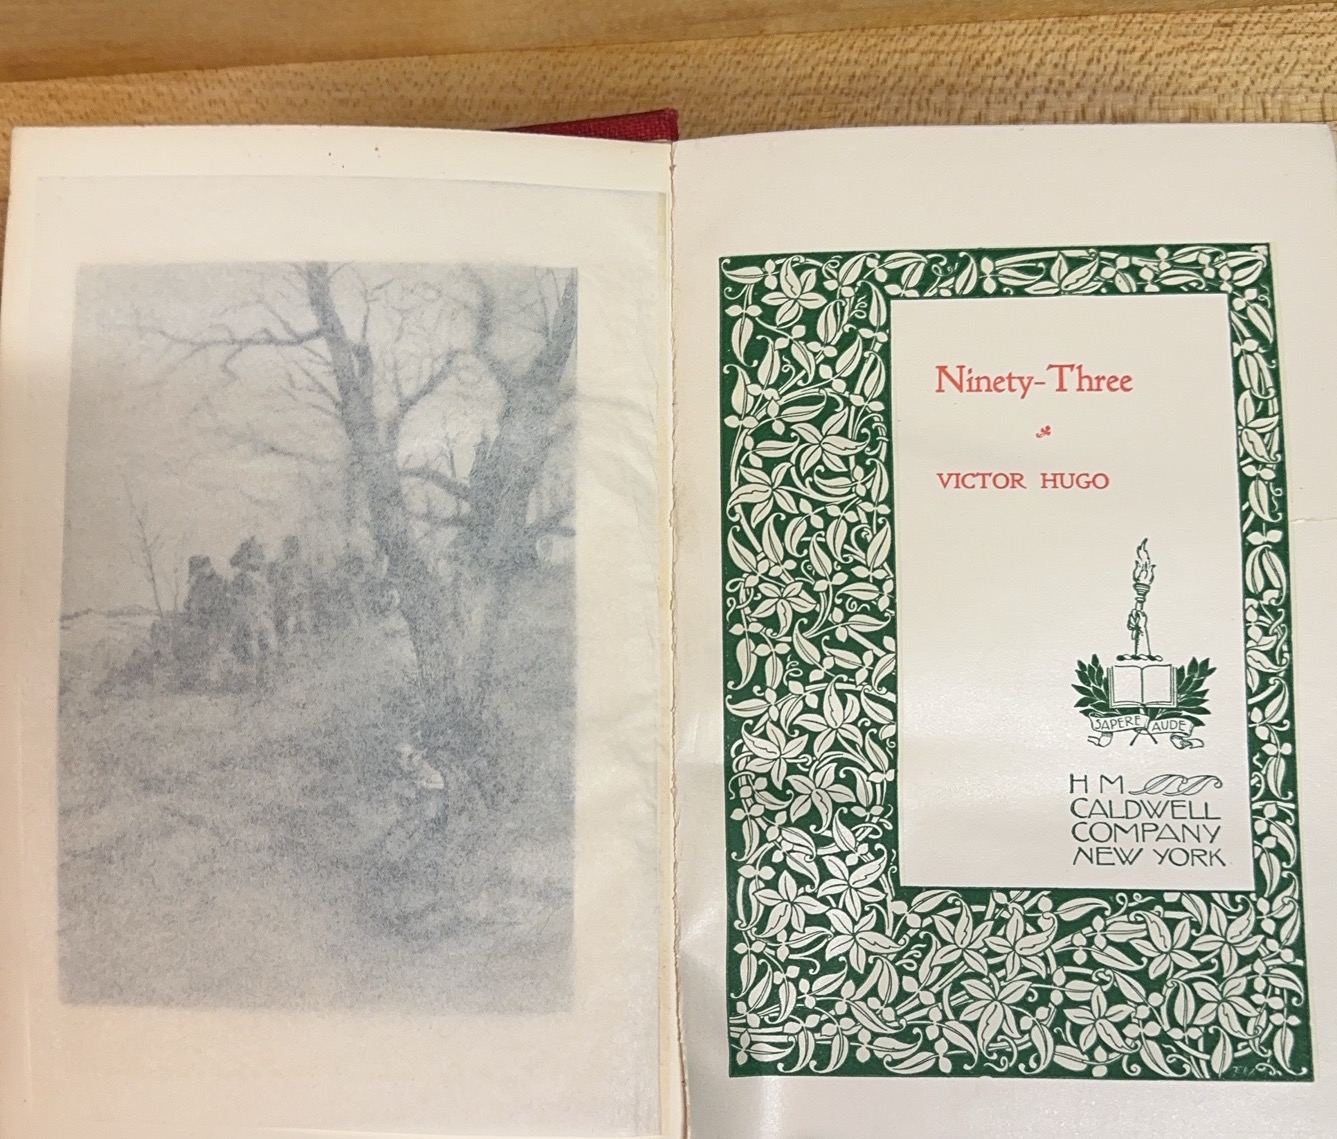 Ninety-Three
VICTOR HUGO
SAPERE AUDE
H M
CALDWELL
COMPANY
NEW YORK